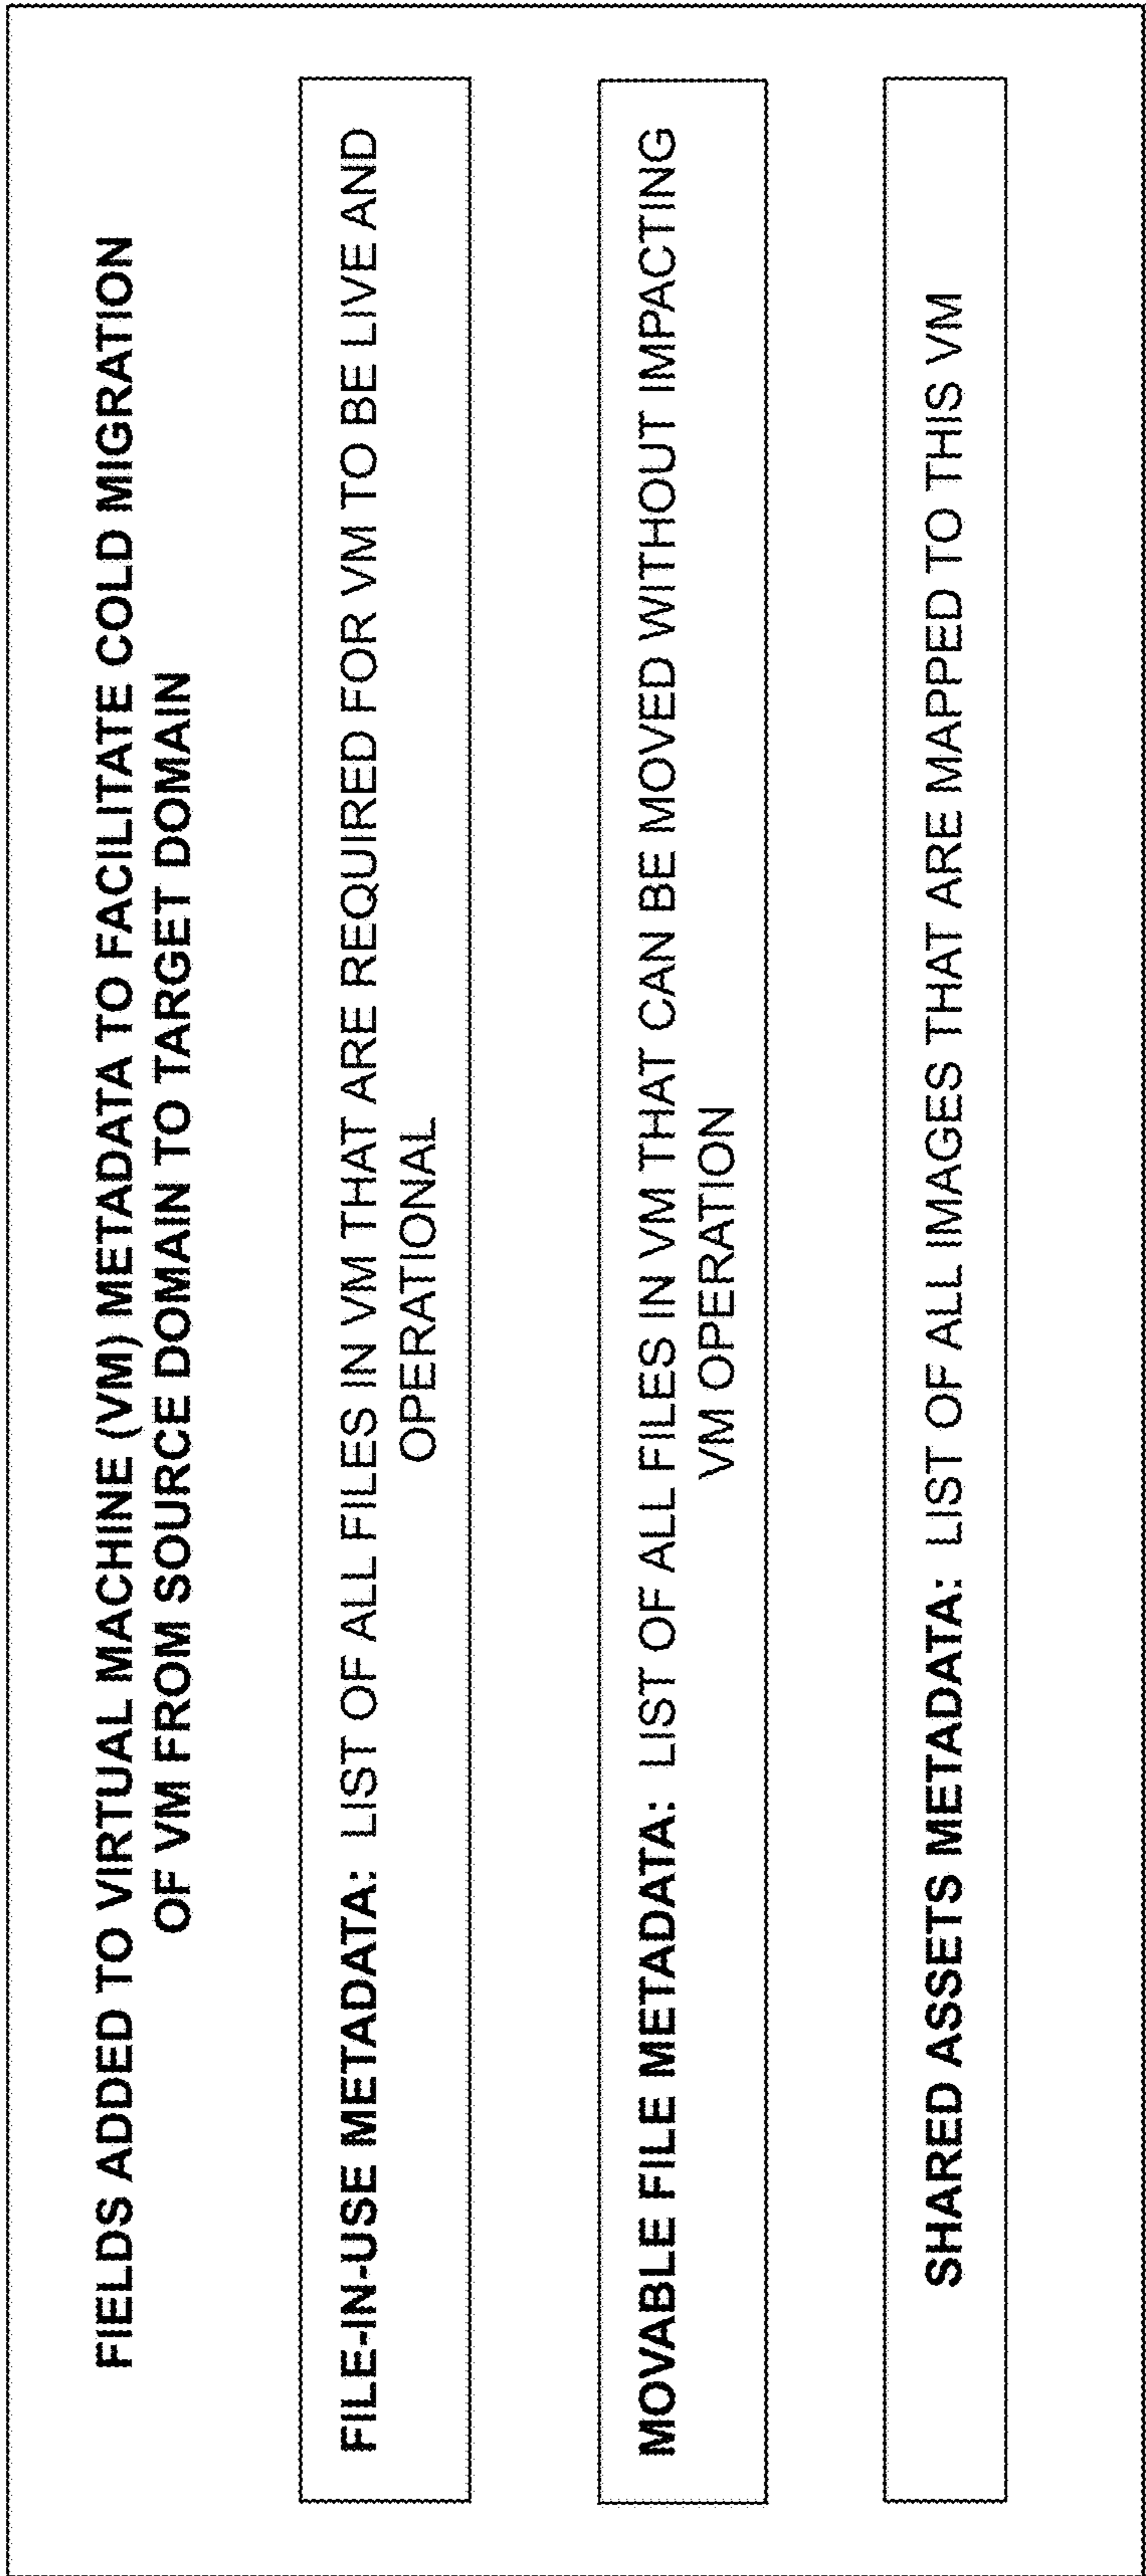 FIELDS ADDED TO VIRTUAL MACHINE (VM) METADATA TO FACILITATE COLD MIGRATION
OF VM FROM SOURCE DOMAIN TO TARGET DOMAIN
FILE-IN-USE METADATA: LIST OF ALL FILES IN VM THAT ARE REQUIRED FOR VM TO BE LIVE AND
OPERATIONAL
MOVABLE FILE METADATA: LIST OF ALL FILES IN VM THAT CAN BE MOVED WITHOUT IMPACTING
VM OPERATION
SHARED ASSETS METADATA: LIST OF ALL IMAGES THAT ARE MAPPED TO THIS VM